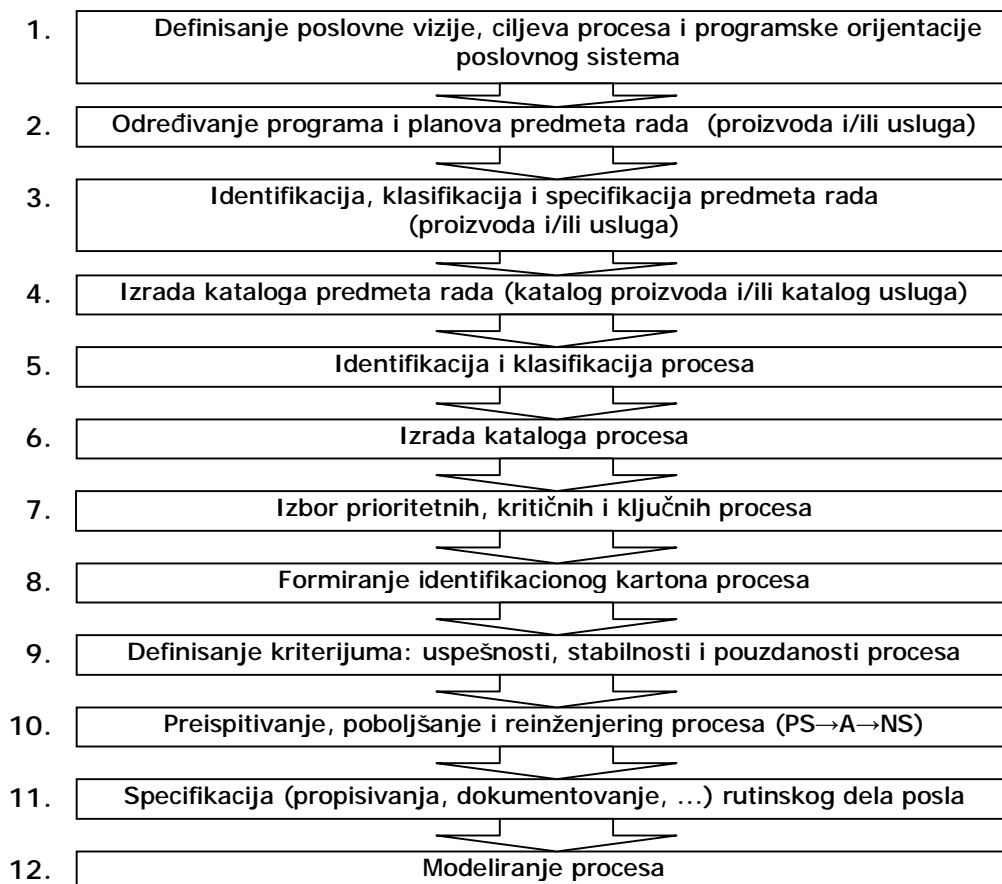 1. Definisanje poslovne vizije, ciljeva procesa i programske orijentacije
poslovnog sistema
2. Određivanje programa i planova predmeta rada (proizvoda i/ili usluga)
3. Identifikacija, klasifikacija i specifikacija predmeta rada
(proizvoda i/ili usluga)
4. Izrada kataloga predmeta rada (katalog proizvoda i/ili katalog usluga)
5. Identifikacija i klasifikacija procesa
6. Izrada kataloga procesa
7. Izbor prioritetnih, kritičnih i ključnih procesa
8. Formiranje identifikacionog kartona procesa
9. Definisanje kriterijuma: uspešnosti, stabilnosti i pouzdanosti procesa
10. Preispitivanje, poboljšanje i reinženjering procesa (PS→A→NS)
11. Specifikacija (propisivanja, dokumentovanje, ...) rutinskog dela posla
12. Modeliranje procesa